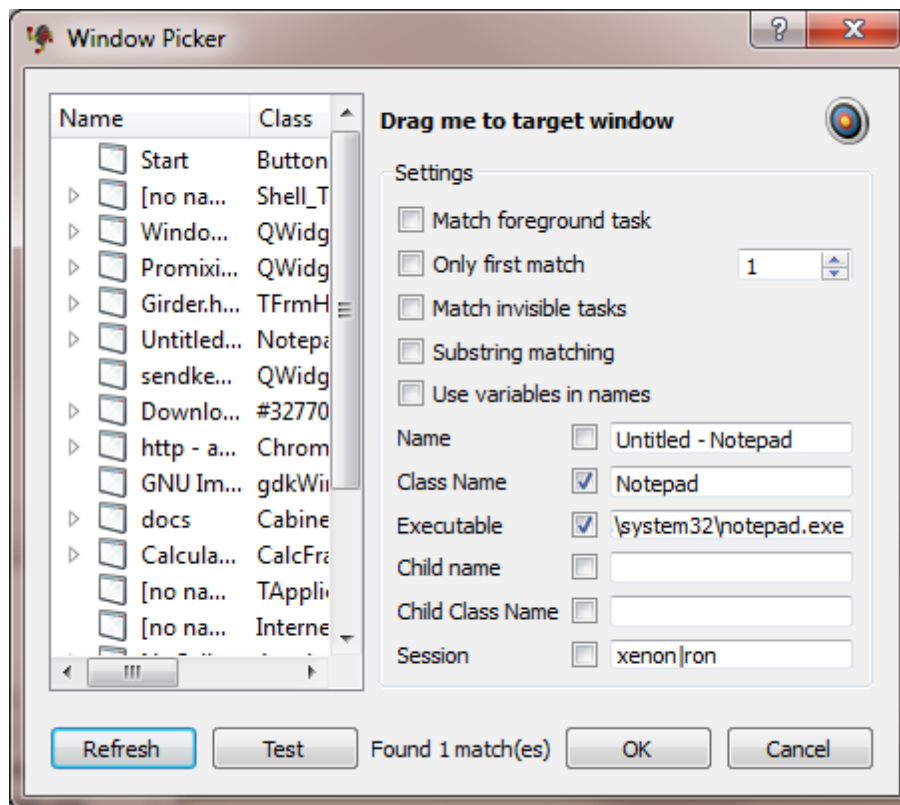 Window Picker
Name Class
Start Button
[no na... Shell_T
Windo... QWidg
Promixi... QWidg
Girder.h... TFrmH
Untitled... Notepa
sendke... QWidg
Downlo... #32770
http - a... Chrom
GNU Im... gdkWi
docs Cabine
Calcula... CalcFra
[no na... TAppli
[no na... Interne
Drag me to target window
Settings
Match foreground task
Only first match 1
Match invisible tasks
Substring matching
Use variables in names
Name Untitled - Notepad
Class Name Notepad
Executable \system32\notepad.exe
Child name
Child Class Name
Session xenon|ron
Refresh Test Found 1 match(es) OK Cancel